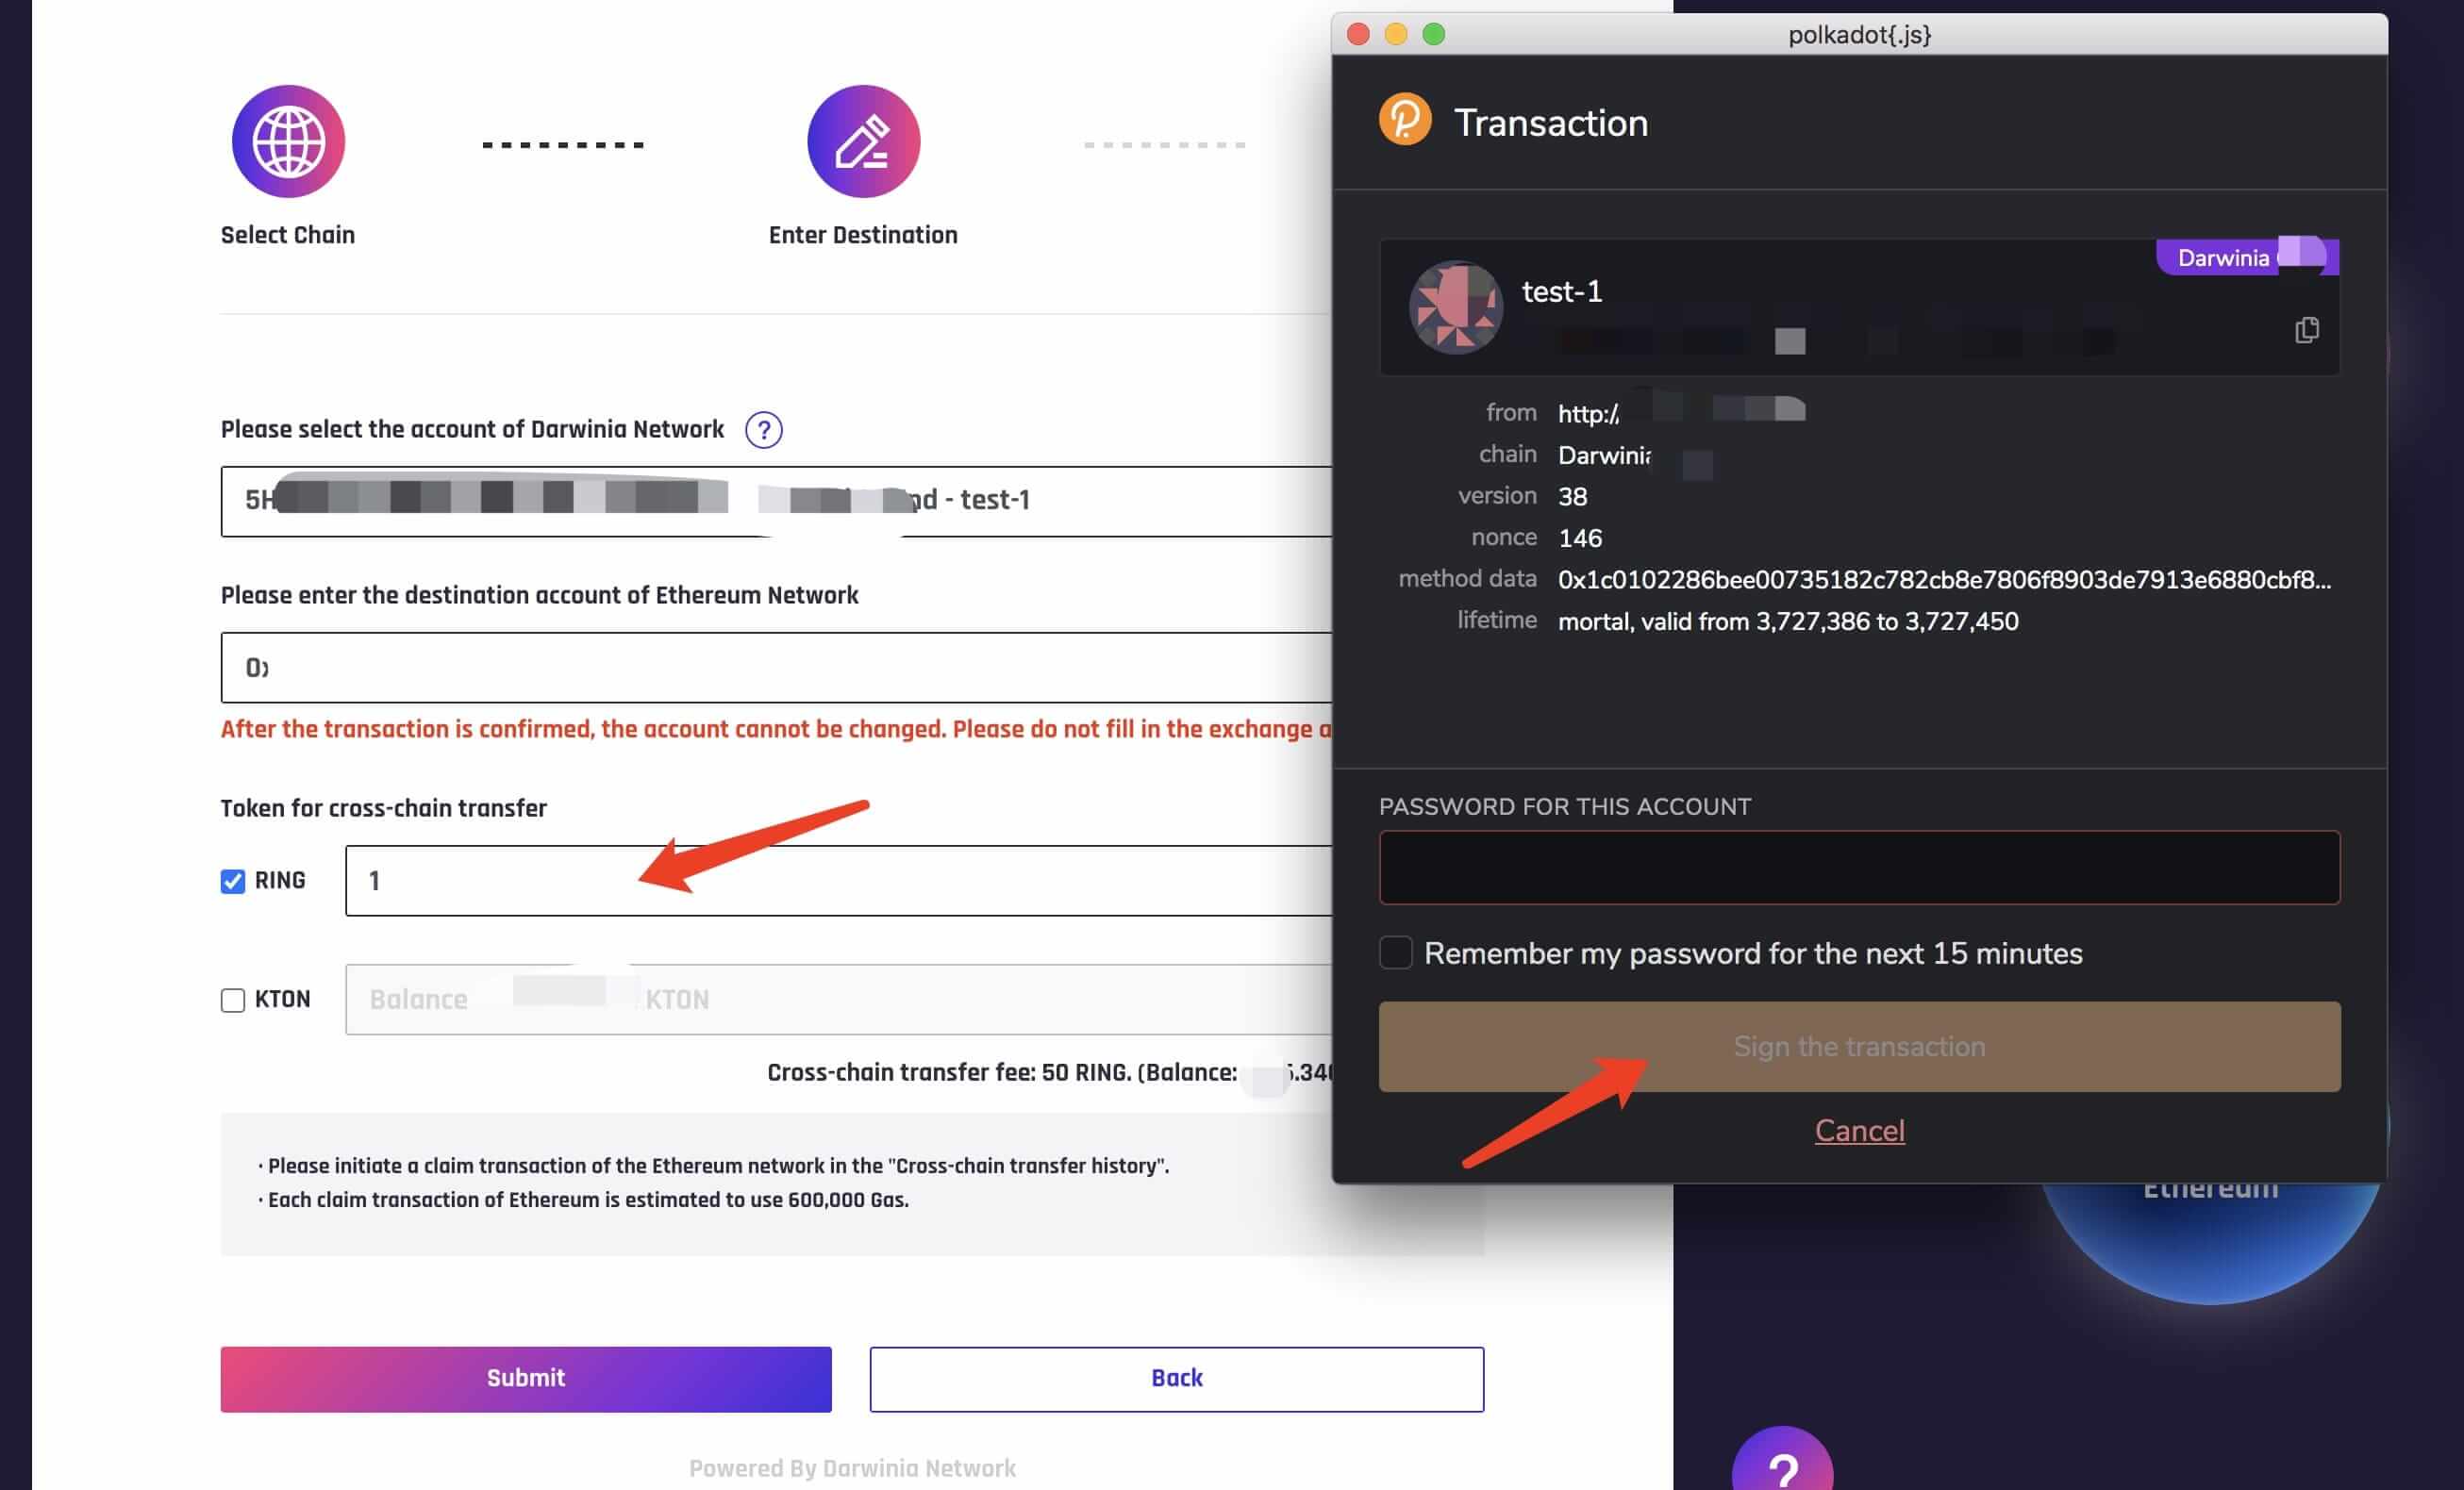 Select Chain
Enter Destination
Please select the account of Darwinia Network ?
5H nd - test-1
Please enter the destination account of Ethereum Network
0x
After the transaction is confirmed, the account cannot be changed. Please do not fill in the exchange a
Token for cross-chain transfer
RING 1
KTON Balance KTON
Cross-chain transfer fee: 50 RING. (Balance: 5.340
· Please initiate a claim transaction of the Ethereum network in the "Cross-chain transfer history".
· Each claim transaction of Ethereum is estimated to use 600,000 Gas.
Submit
Back
Powered By Darwinia Network
polkadot{.js}
Transaction
Darwinia
test-1
from http://
chain Darwinia
version 38
nonce 146
method data 0x1c0102286bee00735182c782cb8e7806f8903de7913e6880cbf8...
lifetime mortal, valid from 3,727,386 to 3,727,450
PASSWORD FOR THIS ACCOUNT
Remember my password for the next 15 minutes
Sign the transaction
Cancel
Ethereum
?